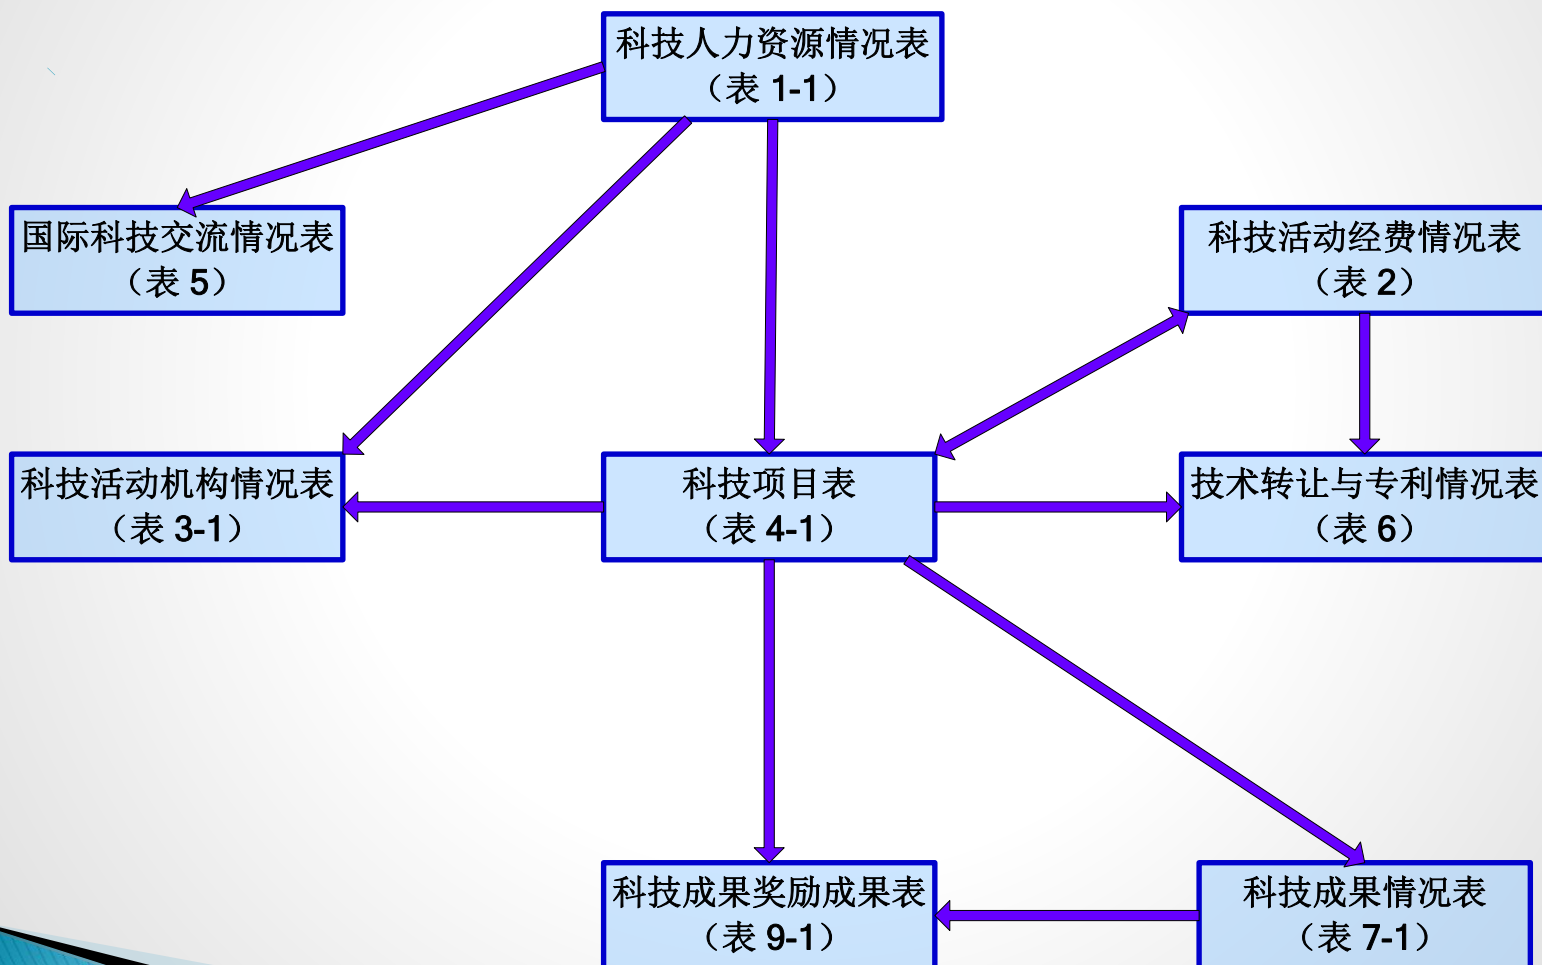 科技人力资源情况表
（表 1-1）
国际科技交流情况表
（表 5）
科技活动经费情况表
（表 2）
科技活动机构情况表
（表 3-1）
科技项目表
（表 4-1）
技术转让与专利情况表
（表 6）
科技成果奖励成果表
（表 9-1）
科技成果情况表
（表 7-1）